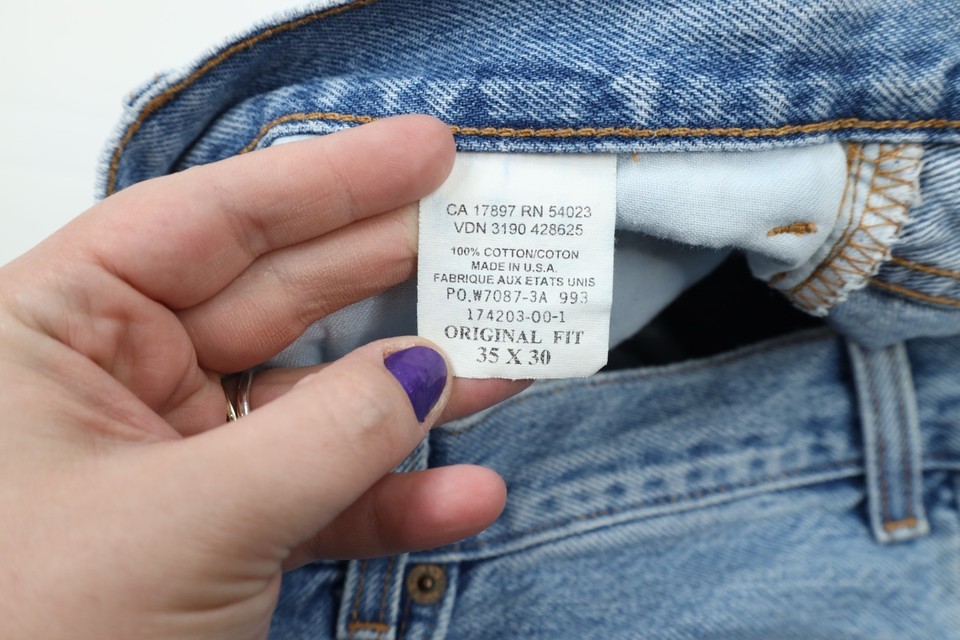 CA 17897 RN 54023
VDN 3190 428625
100% COTTON/COTON
MADE IN U.S.A.
FABRIQUE AUX ETATS UNIS
PO.W7087-3A 993
174203-00-1
ORIGINAL FIT
35 X 30